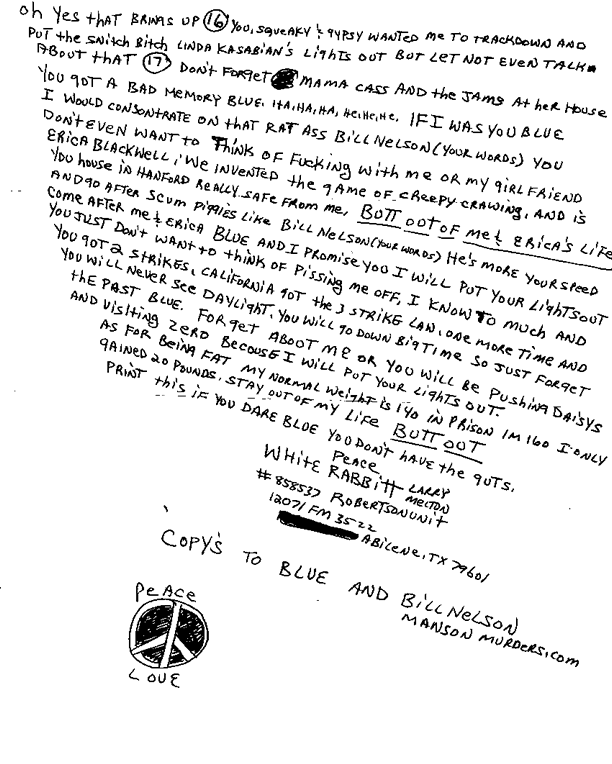 oh Yes thAT BRiNgs UP (16) You, squeAky & gYPSY WANTED Me TO TRACKDOWN AND
PUT the SNitch Bitch LiNDA KASABIAN'S LightS OUT BUT LeT NOT EVEN TALK
ABOUT thAT (17) DON'T FORgeT MAMA CASS AND the JAMS AT heR HOUSE
YOU GOT A BAD MEMORY BLUE. HA, HA, HA, He, He, He. IF I WAS YOU BLUE
I WOULD CONSONTRATE ON thAT RAT ASS BiLL NELSON (YOUR WORDS) YOU
DON'T EVEN WANT TO ThiNK OF FUCKiNg WiTH ME OR MY giRLFRiEND
ERiCA BLACKWELL, WE INVENTED the gAME OF CREEPY CRAWiNg, AND is
YOU hOUSE iN HANFORD REALLY SAFE FROM ME, BUTT OUT OF ME & ERiCA'S LiFE
AND gO AFTER SCUM PiggiES LiKE BiLL NELSON (YOUR WORDS) HE'S MORE YOUR SPEED
COME AFTER ME & ERiCA BLUE AND I PROMiSE YOU I WiLL PUT YOUR LighTS OUT
YOU JUST DON'T WANT TO ThiNK OF PiSSiNg ME OFF, I KNOW TO MUCH AND
YOU gOT 2 STRiKES, CALiFORNiA gOT the 3 STRiKE LAW, ONE MORE TiME AND
YOU WiLL NEVER SEE DAYLighT, YOU WiLL gO DOWN Big TiME SO JUST FORgET
the PAST BLUE. FORgET ABOUT ME OR YOU WiLL BE PUShiNg DAiSYS
AND ViSiTiNg ZERO BECOUSE I WiLL PUT YOUR LighTS OUT.
AS FOR BEiNg FAT MY NORMAL WEighT iS 140 iN PRiSON IM 160 I ONLY
gAiNED 20 POUNDS, STAY OUT OF MY LiFE BUTT OUT
PRiNT thiS iF YOU DARE BLUE YOU DON'T HAVE the gUTS.
PeACe
WHiTE RABBiTT LARRY MELTON
# 858537 ROBERTSON UNiT
12071 FM 3522
ABiLENE, TX 79601
COPY'S TO BLUE AND BiLL NELSON
MANSON MURDERS.COM
PeAce
LOVE